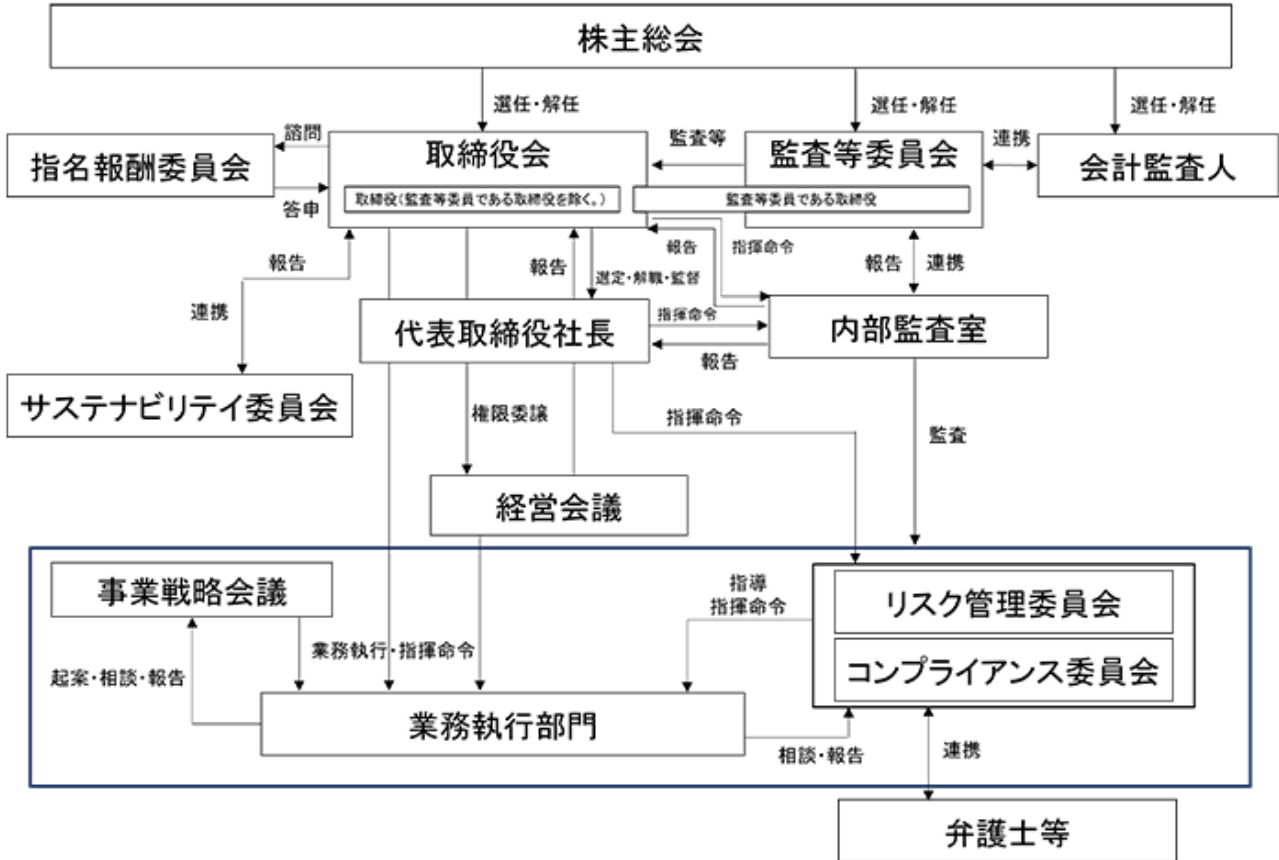 株主総会
選任・解任
選任・解任
選任・解任
諮問
指名報酬委員会
答申
取締役会
取締役(監査等委員である取締役を除く。)
監査等
監査等委員会
監査等委員である取締役
連携
会計監査人
報告
連携
報告
選定・解職・監督
報告
指揮命令
報告
連携
代表取締役社長
指揮命令
報告
内部監査室
サステナビリテイ委員会
権限委譲
指揮命令
監査
経営会議
事業戦略会議
指導
指揮命令
リスク管理委員会
コンプライアンス委員会
起案・相談・報告
業務執行・指揮命令
業務執行部門
相談・報告
連携
弁護士等